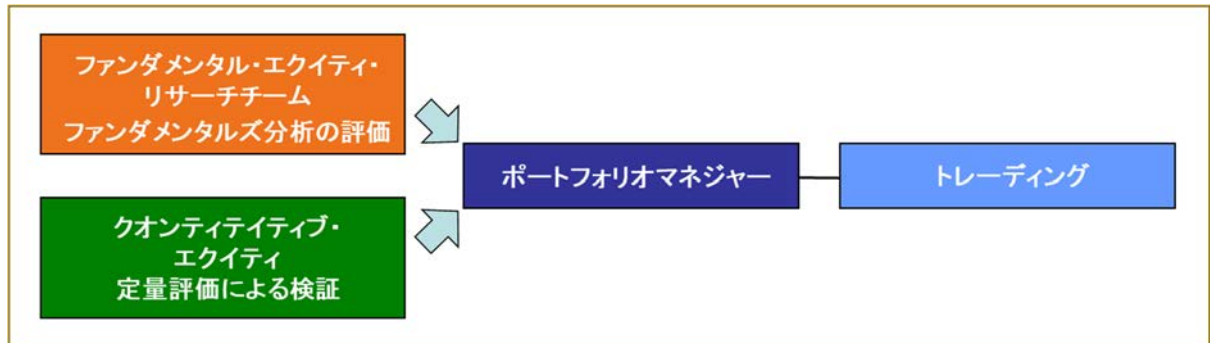 ファンダメンタル・エクイティ・
リサーチチーム
ファンダメンタルズ分析の評価
クオンティテイティブ・
エクイティ
定量評価による検証
ポートフォリオマネジャー
トレーディング